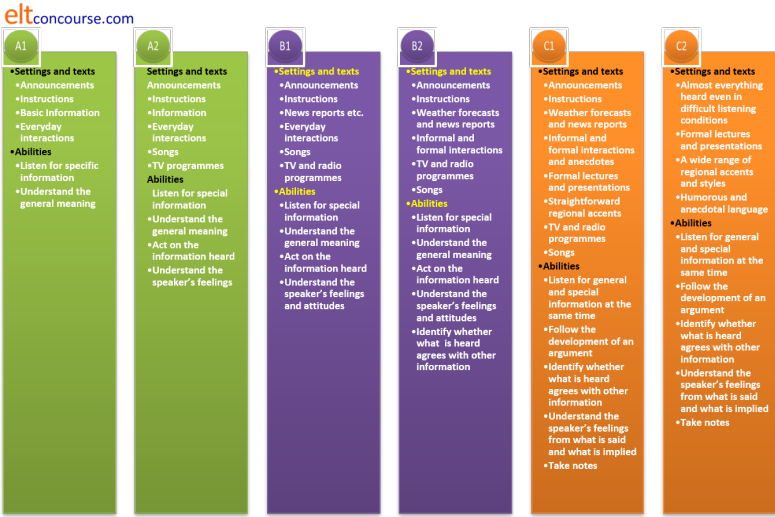 eltconcourse.com
A1
•Settings and texts
•Announcements
•Instructions
•Basic Information
•Everyday
interactions
•Abilities
•Listen for specific
information
•Understand the
general meaning
A2
Settings and texts
Announcements
•Instructions
•Information
•Everyday
interactions
•Songs
•TV programmes
Abilities
Listen for special
information
•Understand the
general meaning
•Act on the
information heard
•Understand the
speaker's feelings
B1
•Settings and texts
•Announcements
•Instructions
•News reports etc.
•Everyday
interactions
•Songs
•TV and radio
programmes
•Abilities
•Listen for special
information
•Understand the
general meaning
•Act on the
information heard
•Understand the
speaker's feelings
and attitudes
B2
•Settings and texts
•Announcements
•Instructions
•Weather forecasts
and news reports
•Informal and
formal interactions
•TV and radio
programmes
•Songs
•Abilities
•Listen for special
information
•Understand the
general meaning
•Act on the
information heard
•Understand the
speaker's feelings
and attitudes
•Identify whether
what is heard
agrees with other
information
C1
•Settings and texts
•Announcements
•Instructions
•Weather forecasts
and news reports
•Informal and
formal interactions
and anecdotes
•Formal lectures
and presentations
•Straightforward
regional accents
•TV and radio
programmes
•Songs
•Abilities
•Listen for general
and special
information at the
same time
•Follow the
development of an
argument
•Identify whether
what is heard
agrees with other
information
•Understand the
speaker's feelings
from what is said
and what is implied
•Take notes
C2
•Settings and texts
•Almost everything
heard even in
difficult listening
conditions
•Formal lectures
and presentations
•A wide range of
regional accents
and styles
•Humorous and
anecdotal language
•Abilities
•Listen for general
and special
information at the
same time
•Follow the
development of an
argument
•Identify whether
what is heard
agrees with other
information
•Understand the
speaker's feelings
from what is said
and what is implied
•Take notes